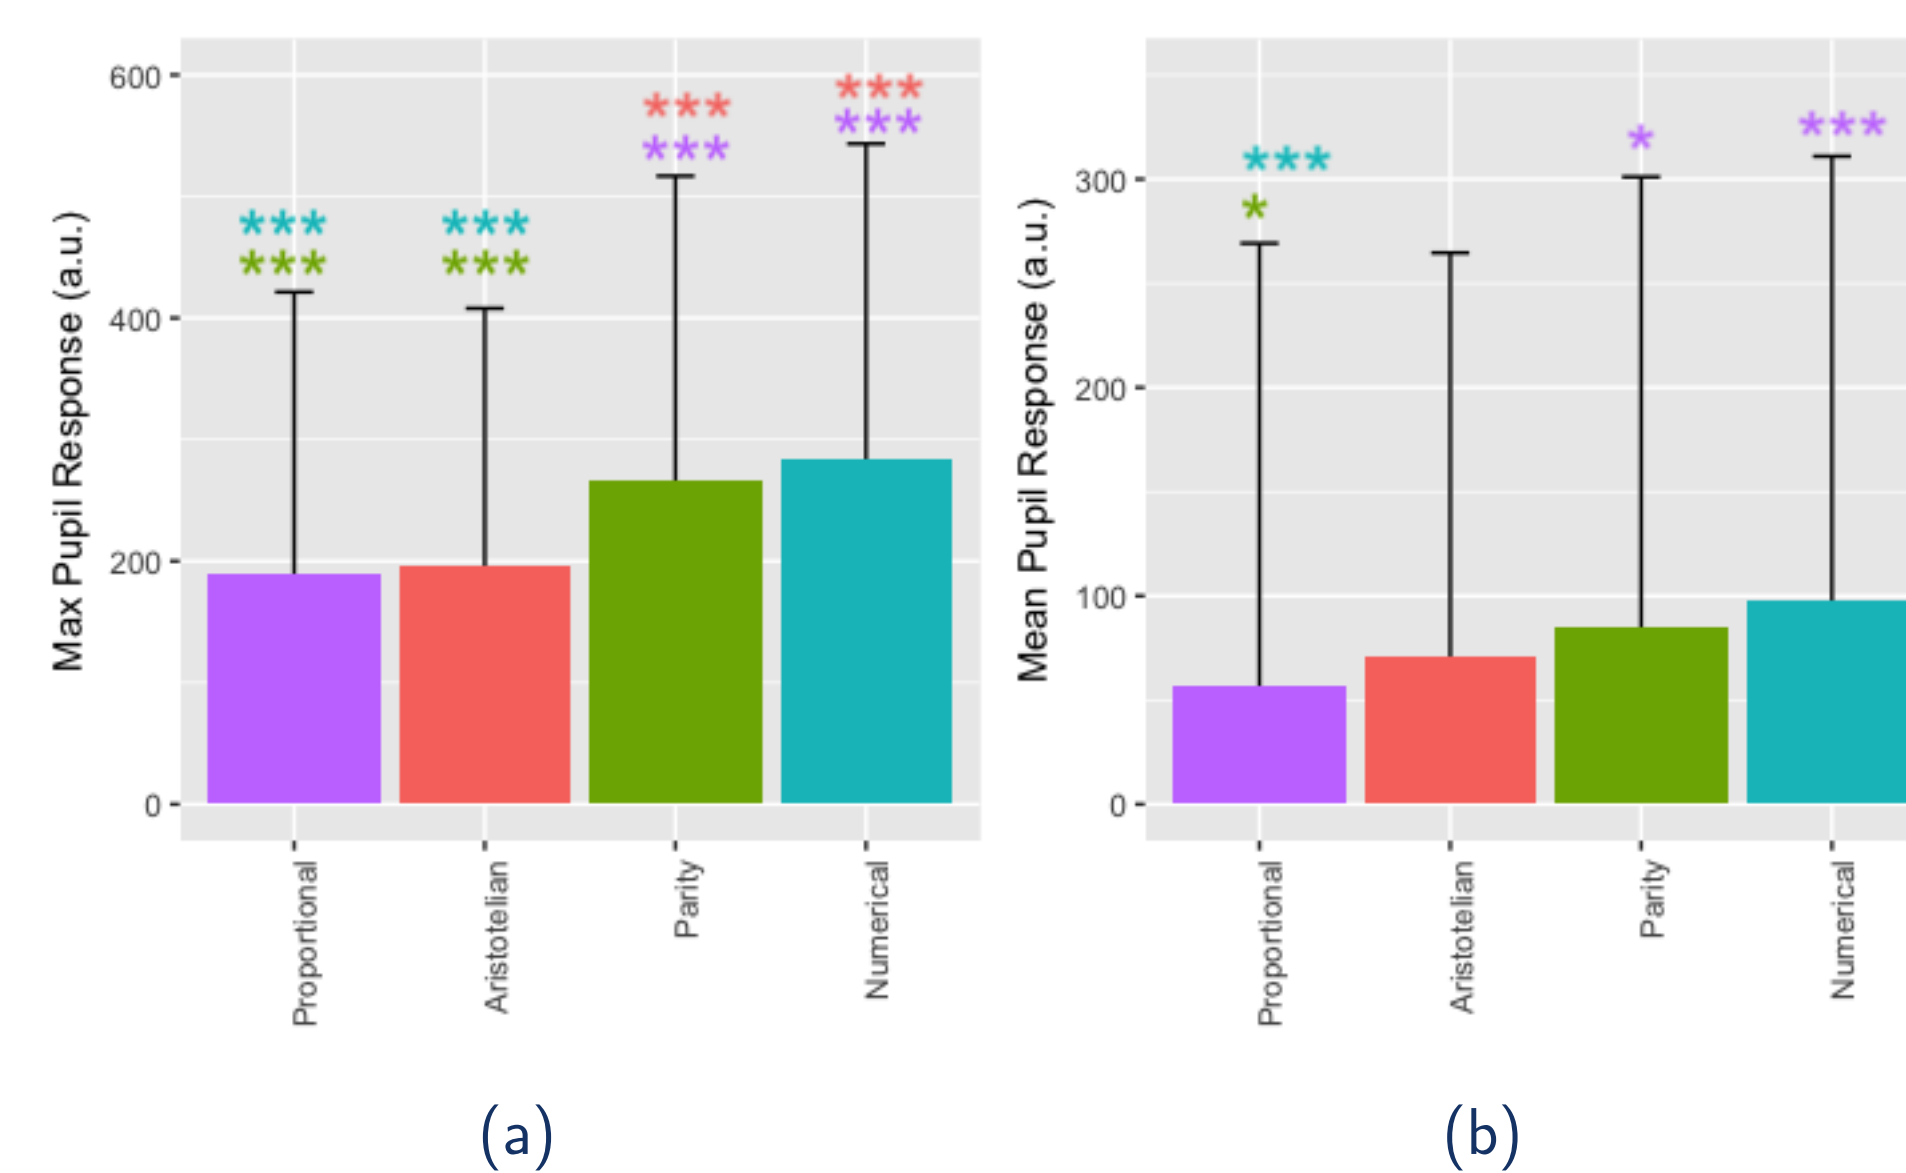 Max Pupil Response (a.u.)
600
400
200
0
***
***
***
***
***
***
***
***
Proportional
Aristotelian
Parity
Numerical
(a)
Mean Pupil Response (a.u.)
300
200
100
0
***
*
*
***
Proportional
Aristotelian
Parity
Numerical
(b)